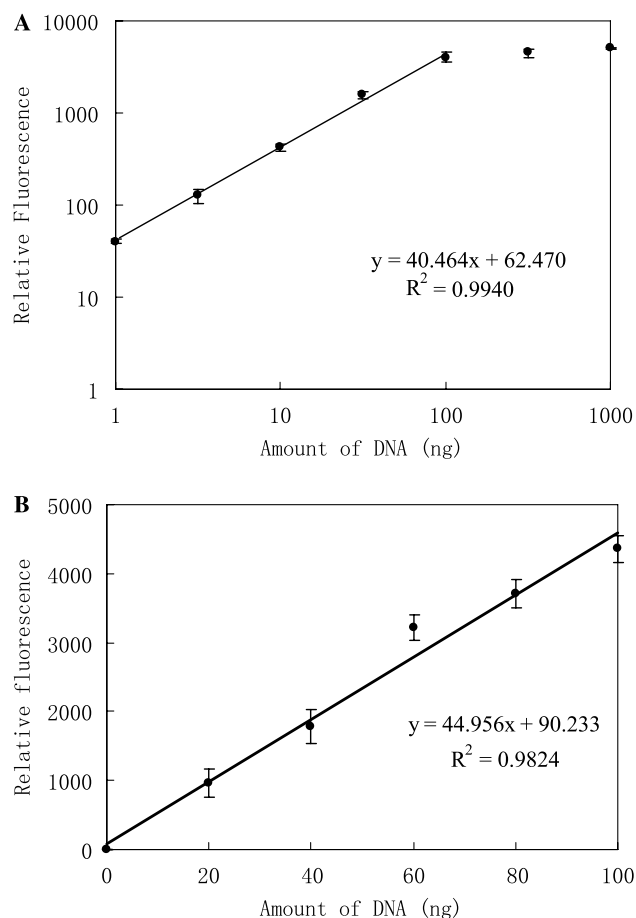 A
10000
1000
100
10
1
Relative Fluorescence
y = 40.464x + 62.470
R² = 0.9940
1 10 100 1000
Amount of DNA (ng)
B
5000
4000
3000
2000
1000
0
Relative fluorescence
y = 44.956x + 90.233
R² = 0.9824
0 20 40 60 80 100
Amount of DNA (ng)